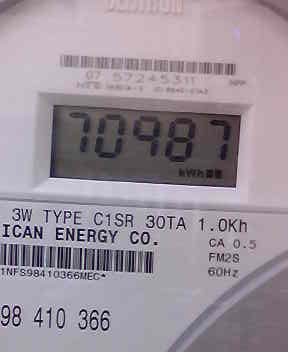 07 57245311
70987
kWh
3W TYPE C1SR 30TA 1.0Kh
ICAN ENERGY CO.
CA 0.5
FM2S
60Hz
1NFS98410366MEC*
98 410 366